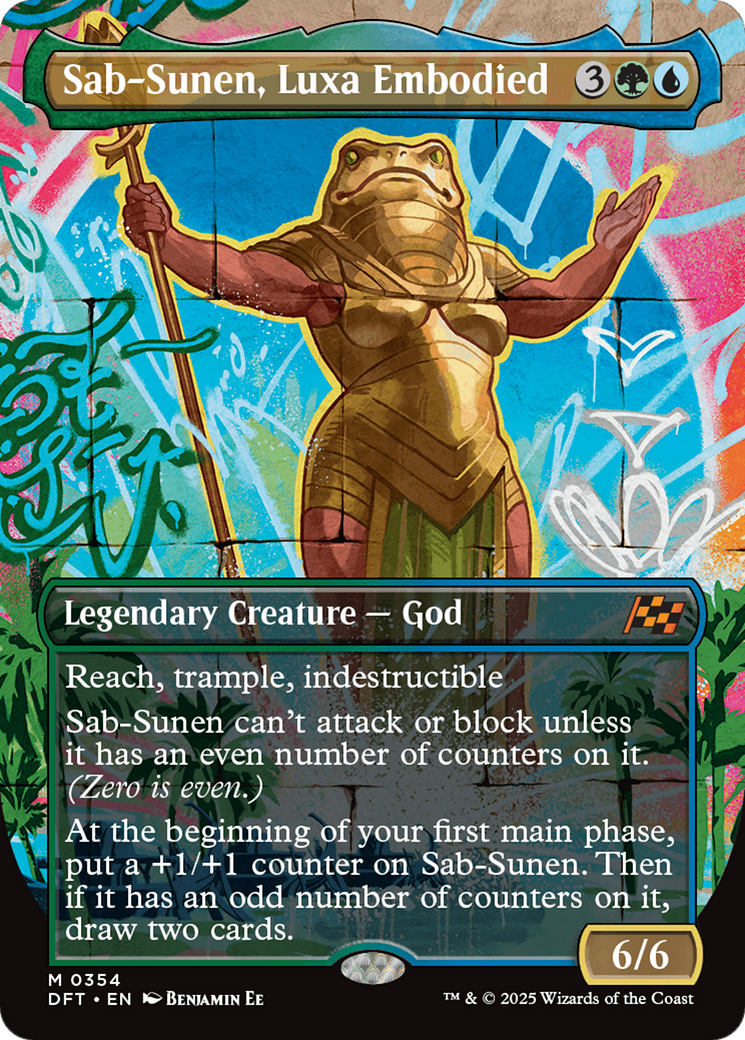 Sab-Sunen, Luxa Embodied 3
Legendary Creature — God
Reach, trample, indestructible
Sab-Sunen can't attack or block unless
it has an even number of counters on it.
(Zero is even.)
At the beginning of your first main phase,
put a +1/+1 counter on Sab-Sunen. Then
if it has an odd number of counters on it,
draw two cards.
6/6
M 0354
DFT • EN Benjamin Ee
™ & © 2025 Wizards of the Coast